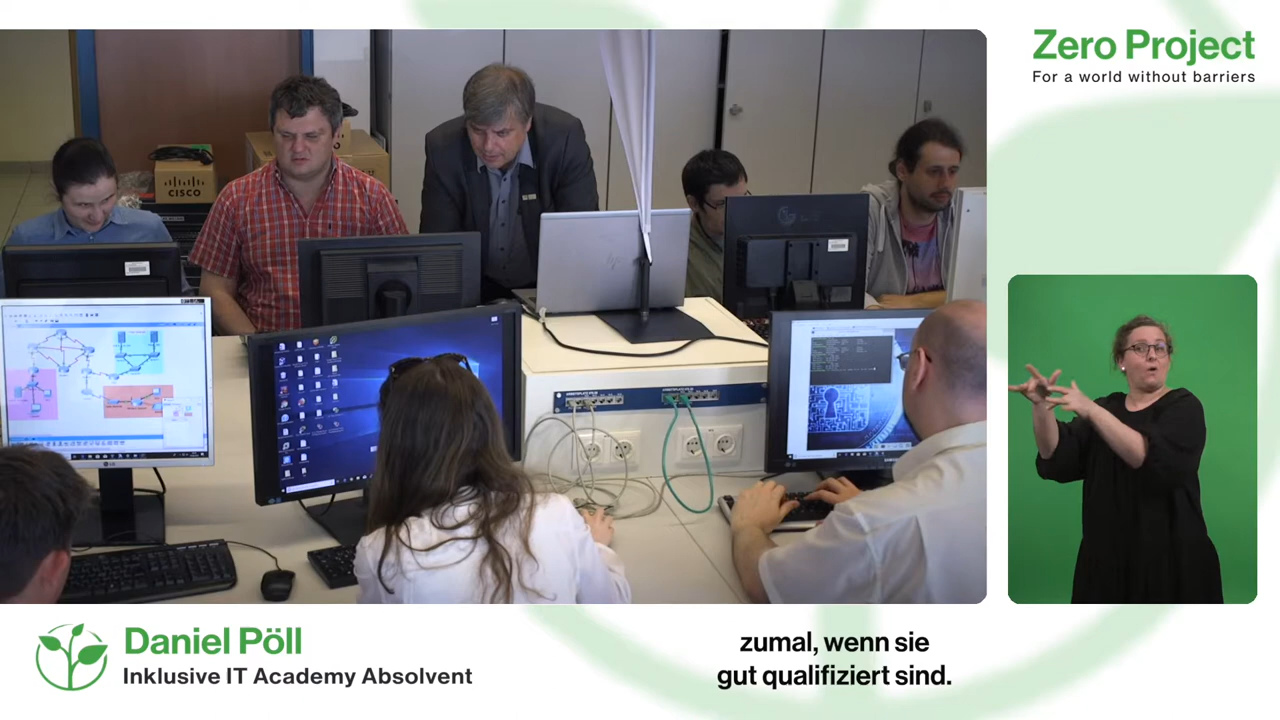 Zero Project
For a world without barriers
CISCO
Daniel Pöll
Inklusive IT Academy Absolvent
zumal, wenn sie
gut qualifiziert sind.